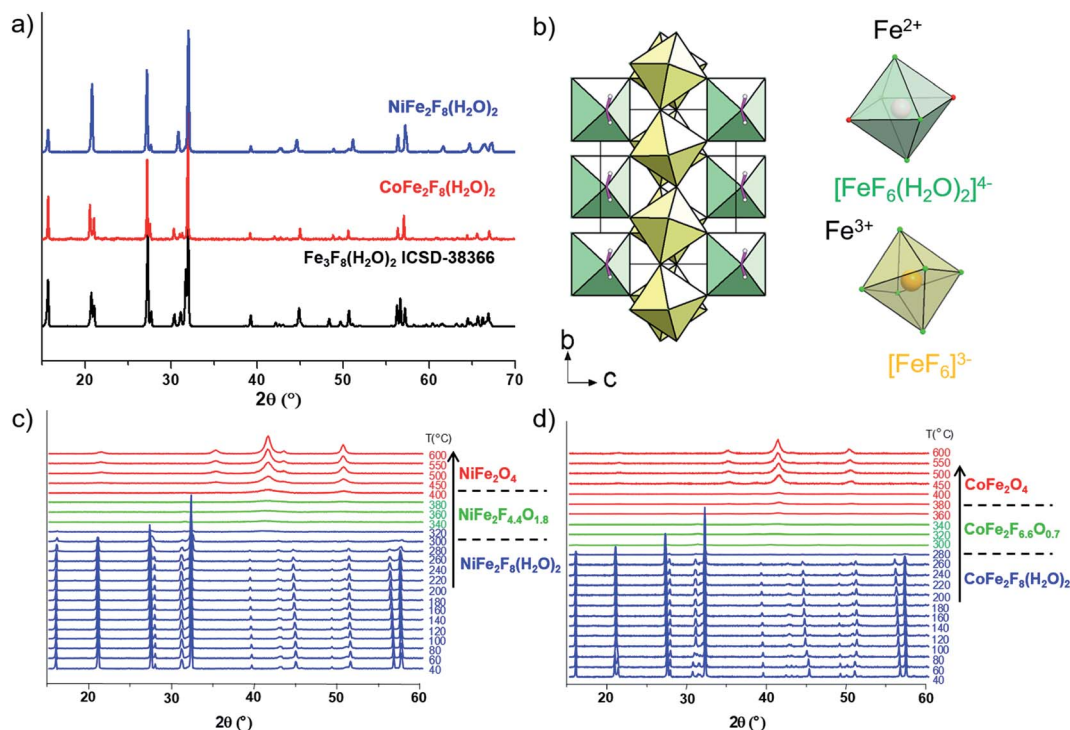 a)
NiFe₂F₈(H₂O)₂
CoFe₂F₈(H₂O)₂
Fe₃F₈(H₂O)₂ ICSD-38366
20 30 40 50 60 70
2θ (°)
b)
Fe²⁺
[FeF₆(H₂O)₂]⁴⁻
Fe³⁺
[FeF₆]³⁻
b
c
c)
T(°C)
600
550
500
450
400
380
360
340
320
300
280
260
240
220
200
180
160
140
120
100
80
60
40
NiFe₂O₄
NiFe₂F₄.₄O₁.₈
NiFe₂F₈(H₂O)₂
20 30 40 50 60
2θ (°)
d)
T(°C)
600
550
500
450
400
380
360
340
320
300
280
260
240
220
200
180
160
140
120
100
80
60
40
CoFe₂O₄
CoFe₂F₆.₆O₀.₇
CoFe₂F₈(H₂O)₂
20 30 40 50 60
2θ (°)